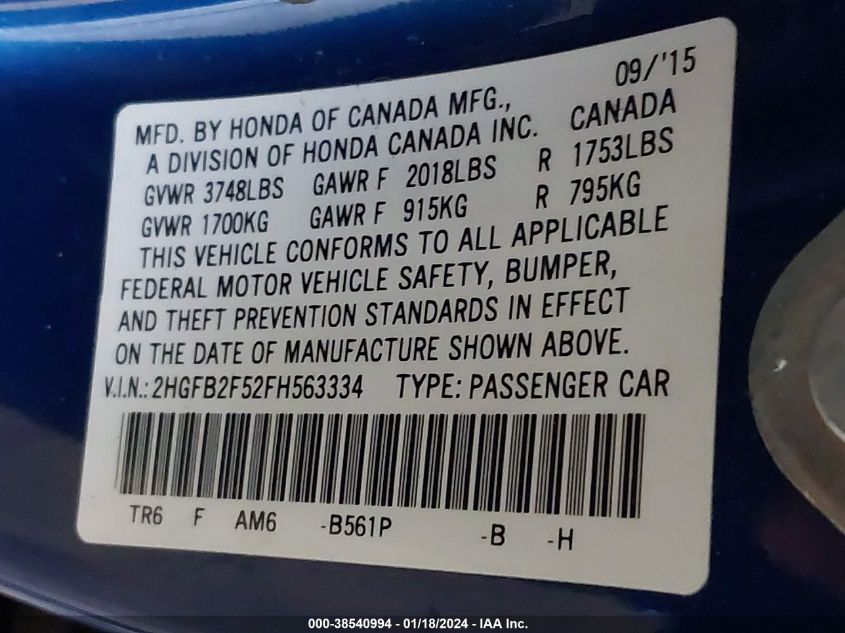 09/'15
MFD. BY HONDA OF CANADA MFG.,
A DIVISION OF HONDA CANADA INC. CANADA
GVWR 3748LBS GAWR F 2018LBS R 1753LBS
GVWR 1700KG GAWR F 915KG R 795KG
THIS VEHICLE CONFORMS TO ALL APPLICABLE
FEDERAL MOTOR VEHICLE SAFETY, BUMPER,
AND THEFT PREVENTION STANDARDS IN EFFECT
ON THE DATE OF MANUFACTURE SHOWN ABOVE.
V.I.N.: 2HGFB2F52FH563334 TYPE: PASSENGER CAR
TR6 F AM6 -B561P -B -H
000-38540994 - 01/18/2024 - IAA Inc.